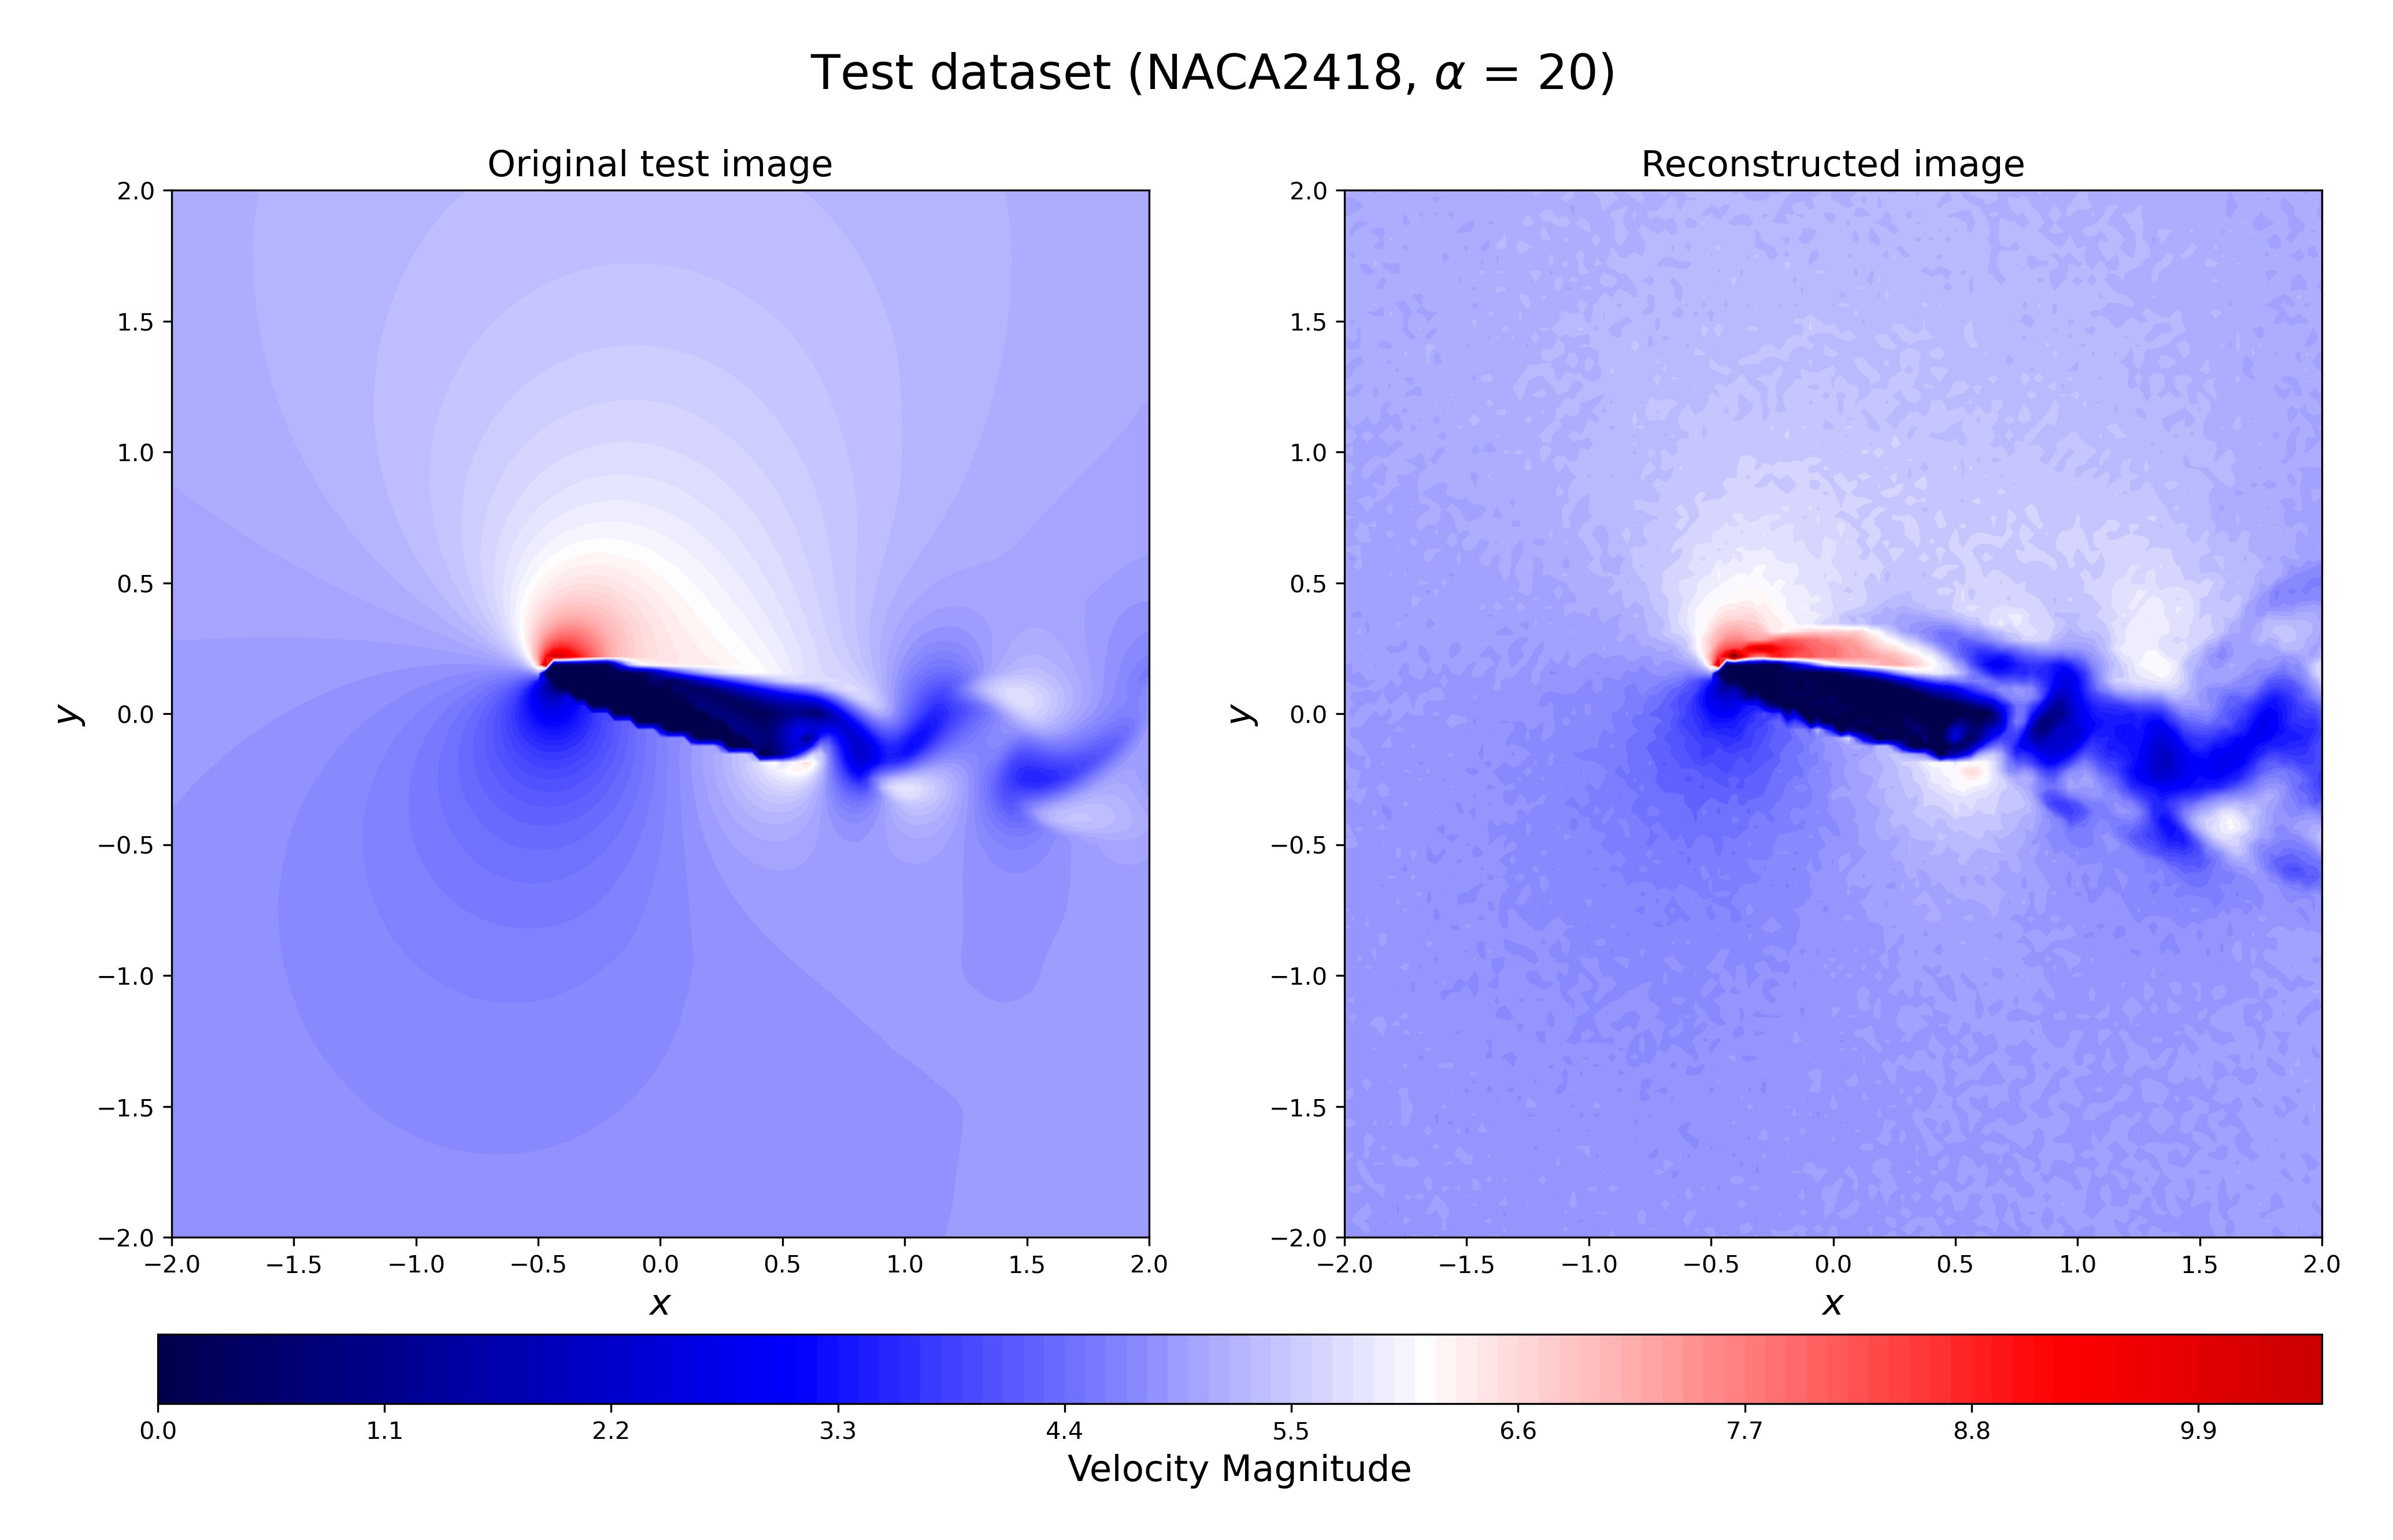 Test dataset (NACA2418, α = 20)
Original test image
Reconstructed image
2.0
1.5
1.0
0.5
0.0
−0.5
−1.0
−1.5
−2.0
y
−2.0 −1.5 −1.0 −0.5 0.0 0.5 1.0 1.5 2.0
x
2.0
1.5
1.0
0.5
0.0
−0.5
−1.0
−1.5
−2.0
y
−2.0 −1.5 −1.0 −0.5 0.0 0.5 1.0 1.5 2.0
x
0.0 1.1 2.2 3.3 4.4 5.5 6.6 7.7 8.8 9.9
Velocity Magnitude